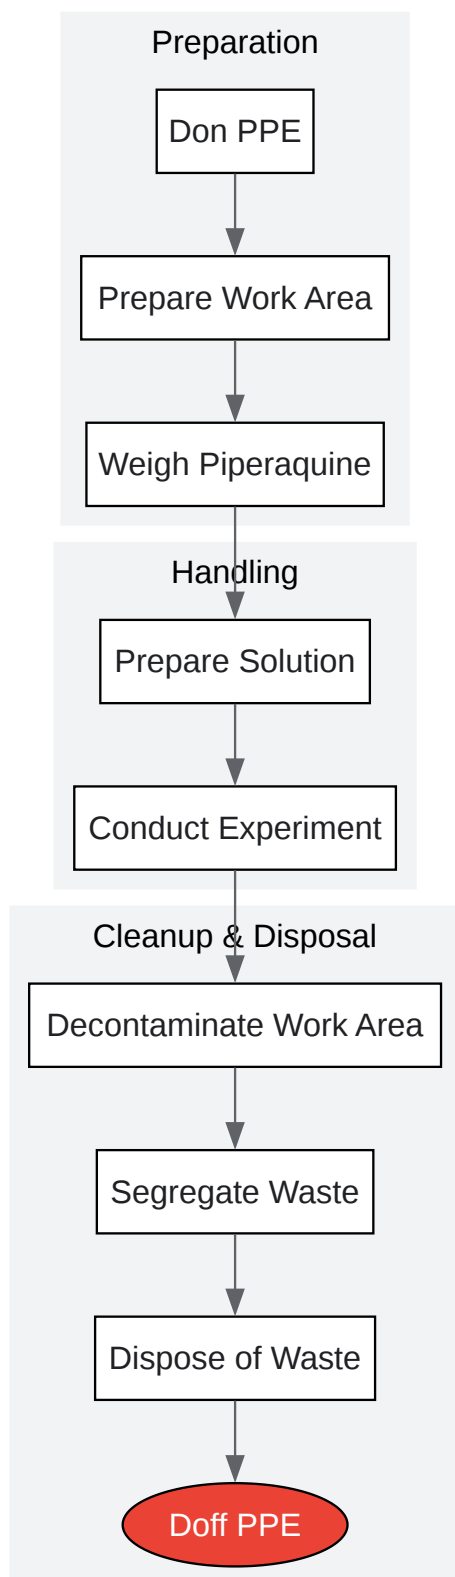 Preparation
Don PPE
Prepare Work Area
Weigh Piperaquine
Handling
Prepare Solution
Conduct Experiment
Cleanup & Disposal
Decontaminate Work Area
Segregate Waste
Dispose of Waste
Doff PPE